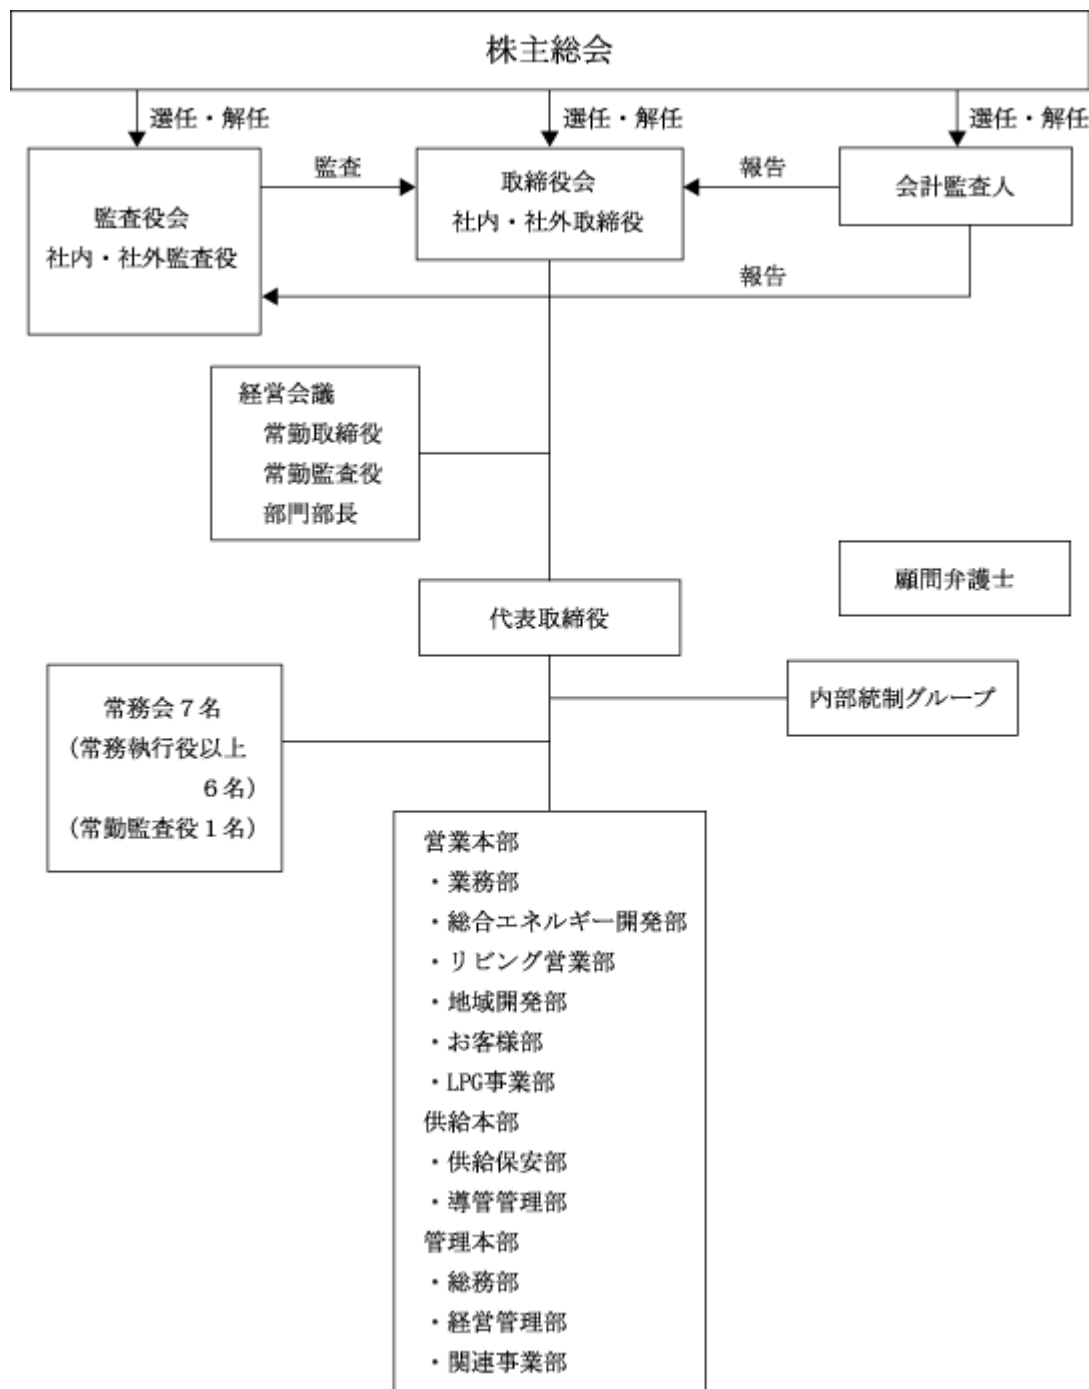 株主総会
選任・解任
選任・解任
選任・解任
監査役会
社内・社外監査役
監査
取締役会
社内・社外取締役
報告
会計監査人
報告
経営会議
常勤取締役
常勤監査役
部門部長
顧問弁護士
代表取締役
内部統制グループ
常務会7名
(常務執行役以上
6名)
(常勤監査役1名)
営業本部
・業務部
・総合エネルギー開発部
・リビング営業部
・地域開発部
・お客様部
・LPG事業部
供給本部
・供給保安部
・導管管理部
管理本部
・総務部
・経営管理部
・関連事業部